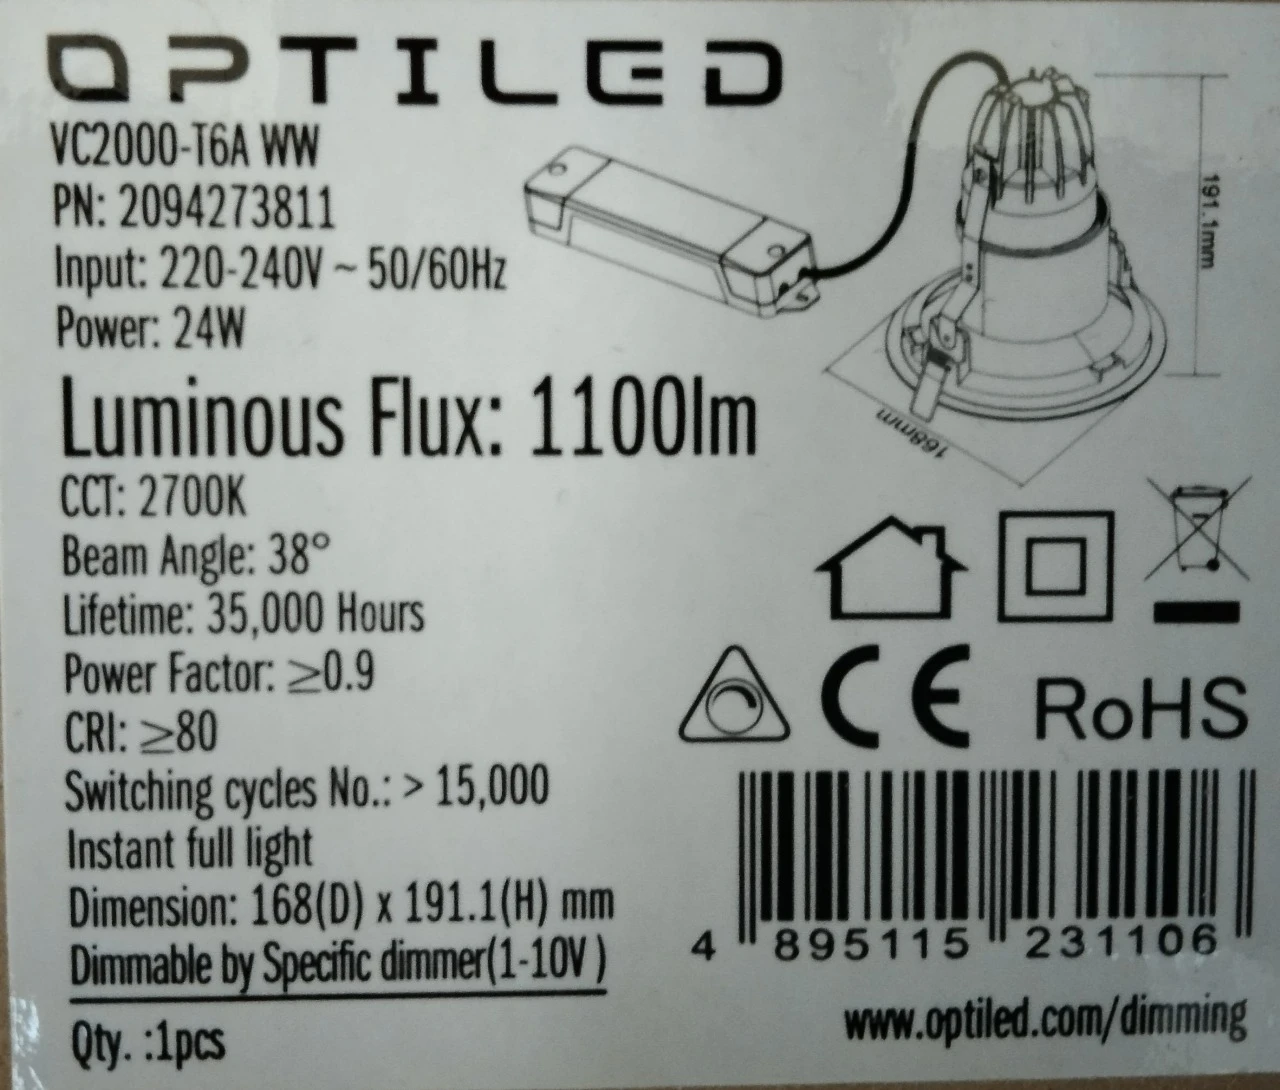 OPTILED
VC2000-T6A WW
PN: 2094273811
Input: 220-240V ~ 50/60Hz
Power: 24W
Luminous Flux: 1100lm
CCT: 2700K
Beam Angle: 38°
Lifetime: 35,000 Hours
Power Factor: ≥0.9
CRI: ≥80
Switching cycles No.: > 15,000
Instant full light
Dimension: 168(D) x 191.1(H) mm
Dimmable by Specific dimmer(1-10V )
Qty. :1pcs
191.1mm
168mm
CE
RoHS
4 895115 231106
www.optiled.com/dimming